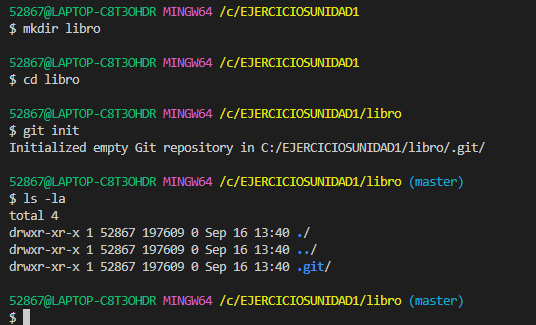 52867@LAPTOP-C8T3OHDR MINGW64 /c/EJERCICIOSUNIDAD1
$ mkdir libro
52867@LAPTOP-C8T3OHDR MINGW64 /c/EJERCICIOSUNIDAD1
$ cd libro
52867@LAPTOP-C8T3OHDR MINGW64 /c/EJERCICIOSUNIDAD1/libro
$ git init
Initialized empty Git repository in C:/EJERCICIOSUNIDAD1/libro/.git/
52867@LAPTOP-C8T3OHDR MINGW64 /c/EJERCICIOSUNIDAD1/libro (master)
$ ls -la
total 4
drwxr-xr-x 1 52867 197609 0 Sep 16 13:40 ./
drwxr-xr-x 1 52867 197609 0 Sep 16 13:40 ../
drwxr-xr-x 1 52867 197609 0 Sep 16 13:40 .git/
52867@LAPTOP-C8T3OHDR MINGW64 /c/EJERCICIOSUNIDAD1/libro (master)
$